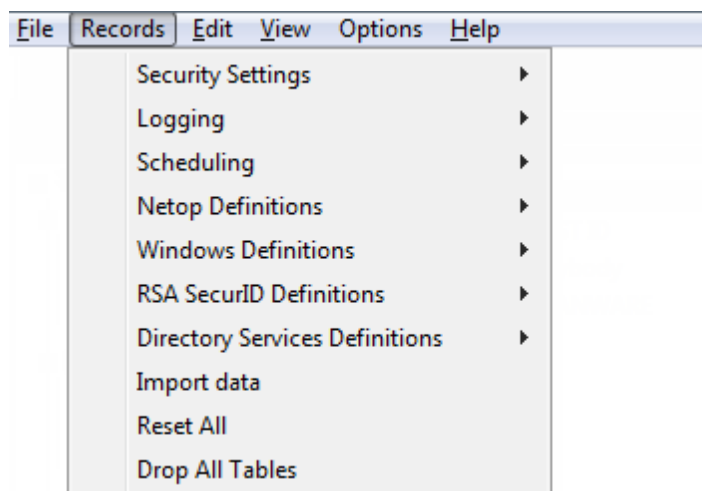 File Records Edit View Options Help
Security Settings
Logging
Scheduling
Netop Definitions
Windows Definitions
RSA SecurID Definitions
Directory Services Definitions
Import data
Reset All
Drop All Tables